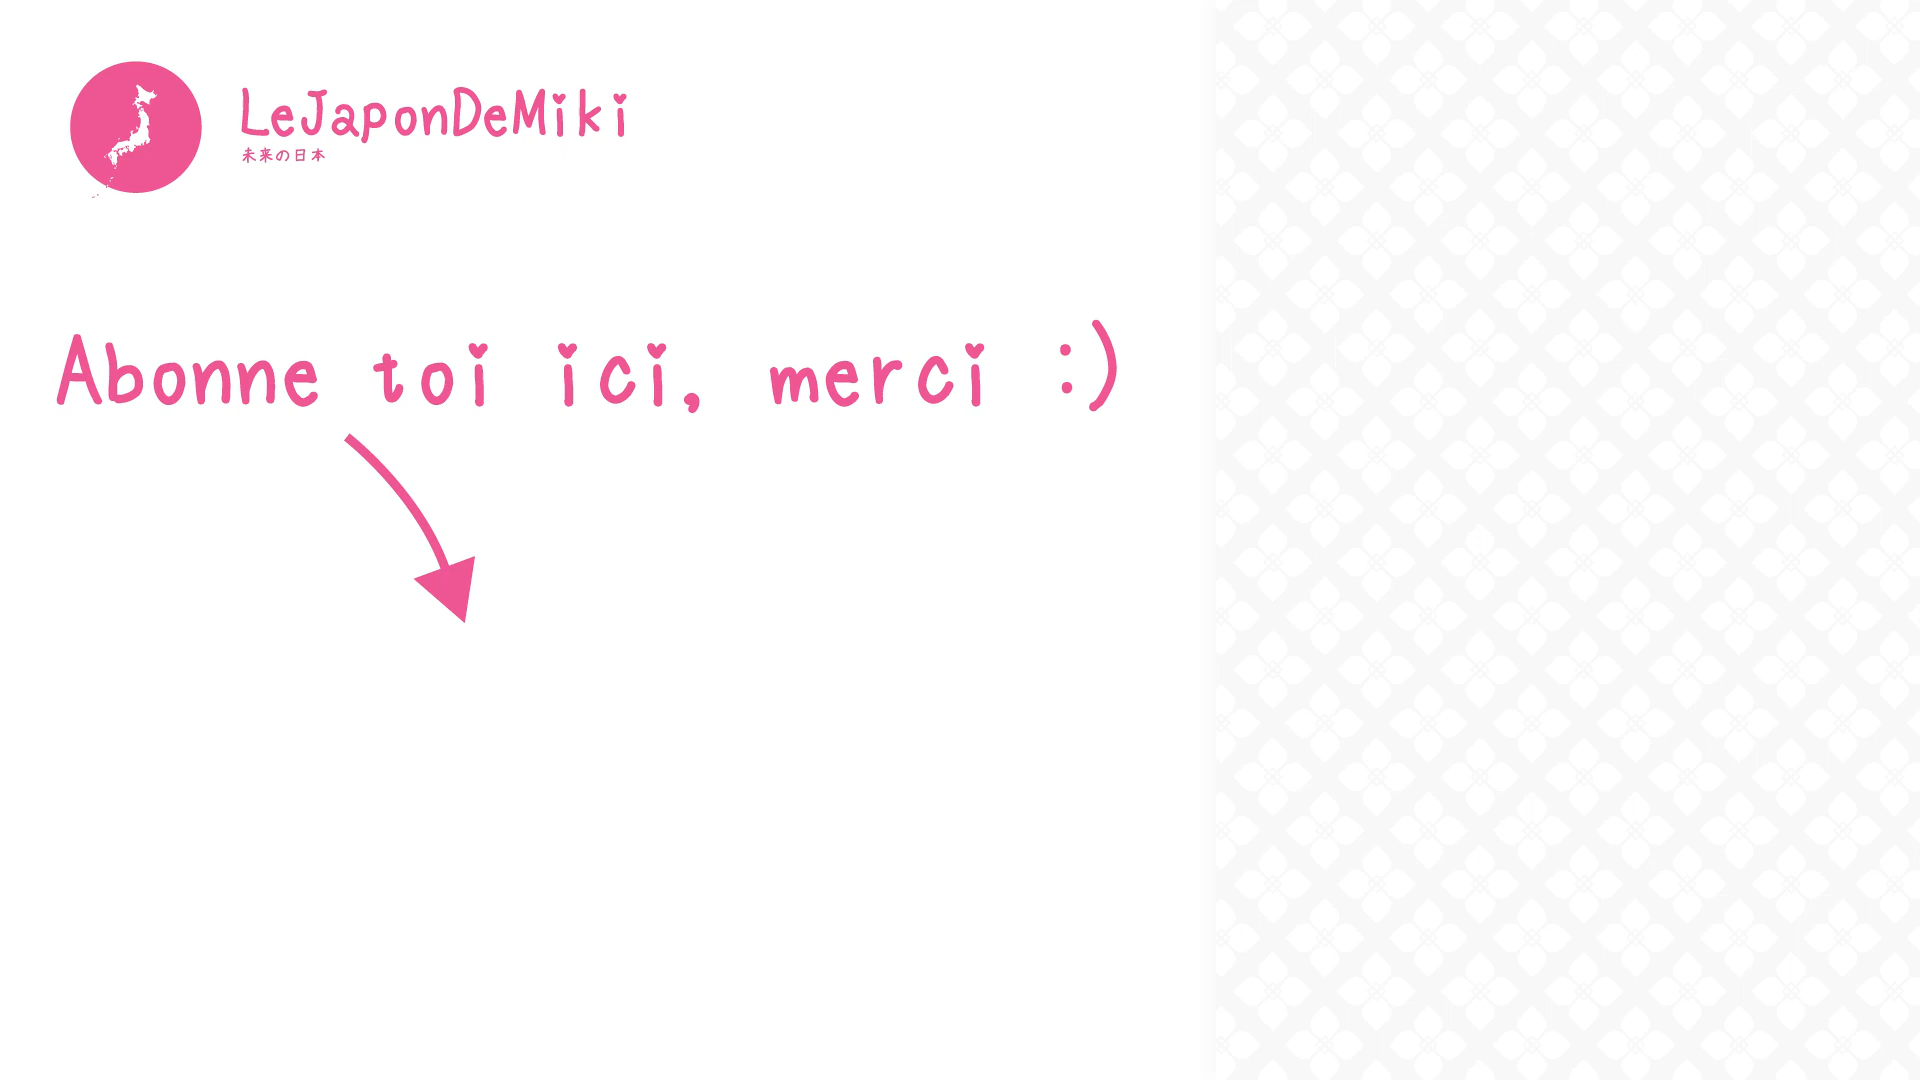 LeJaponDeMiki
未来の日本
Abonne toi ici, merci :)